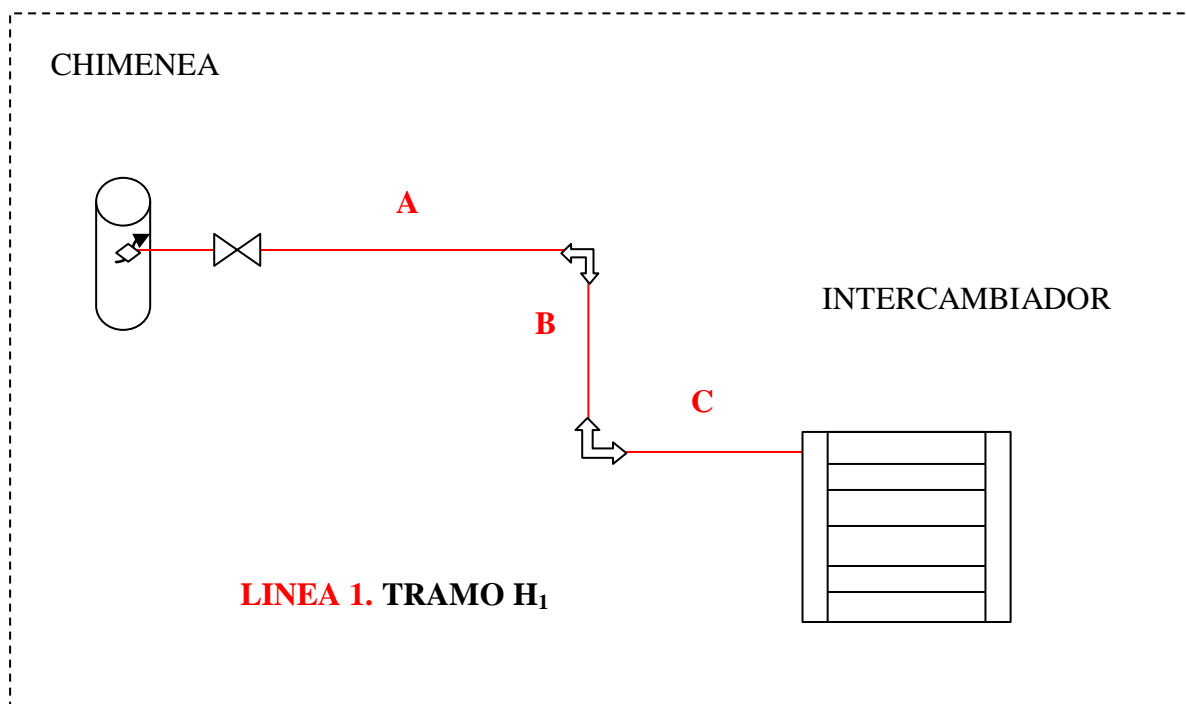 CHIMENEA
A
INTERCAMBIADOR
B
C
LINEA 1. TRAMO H₁